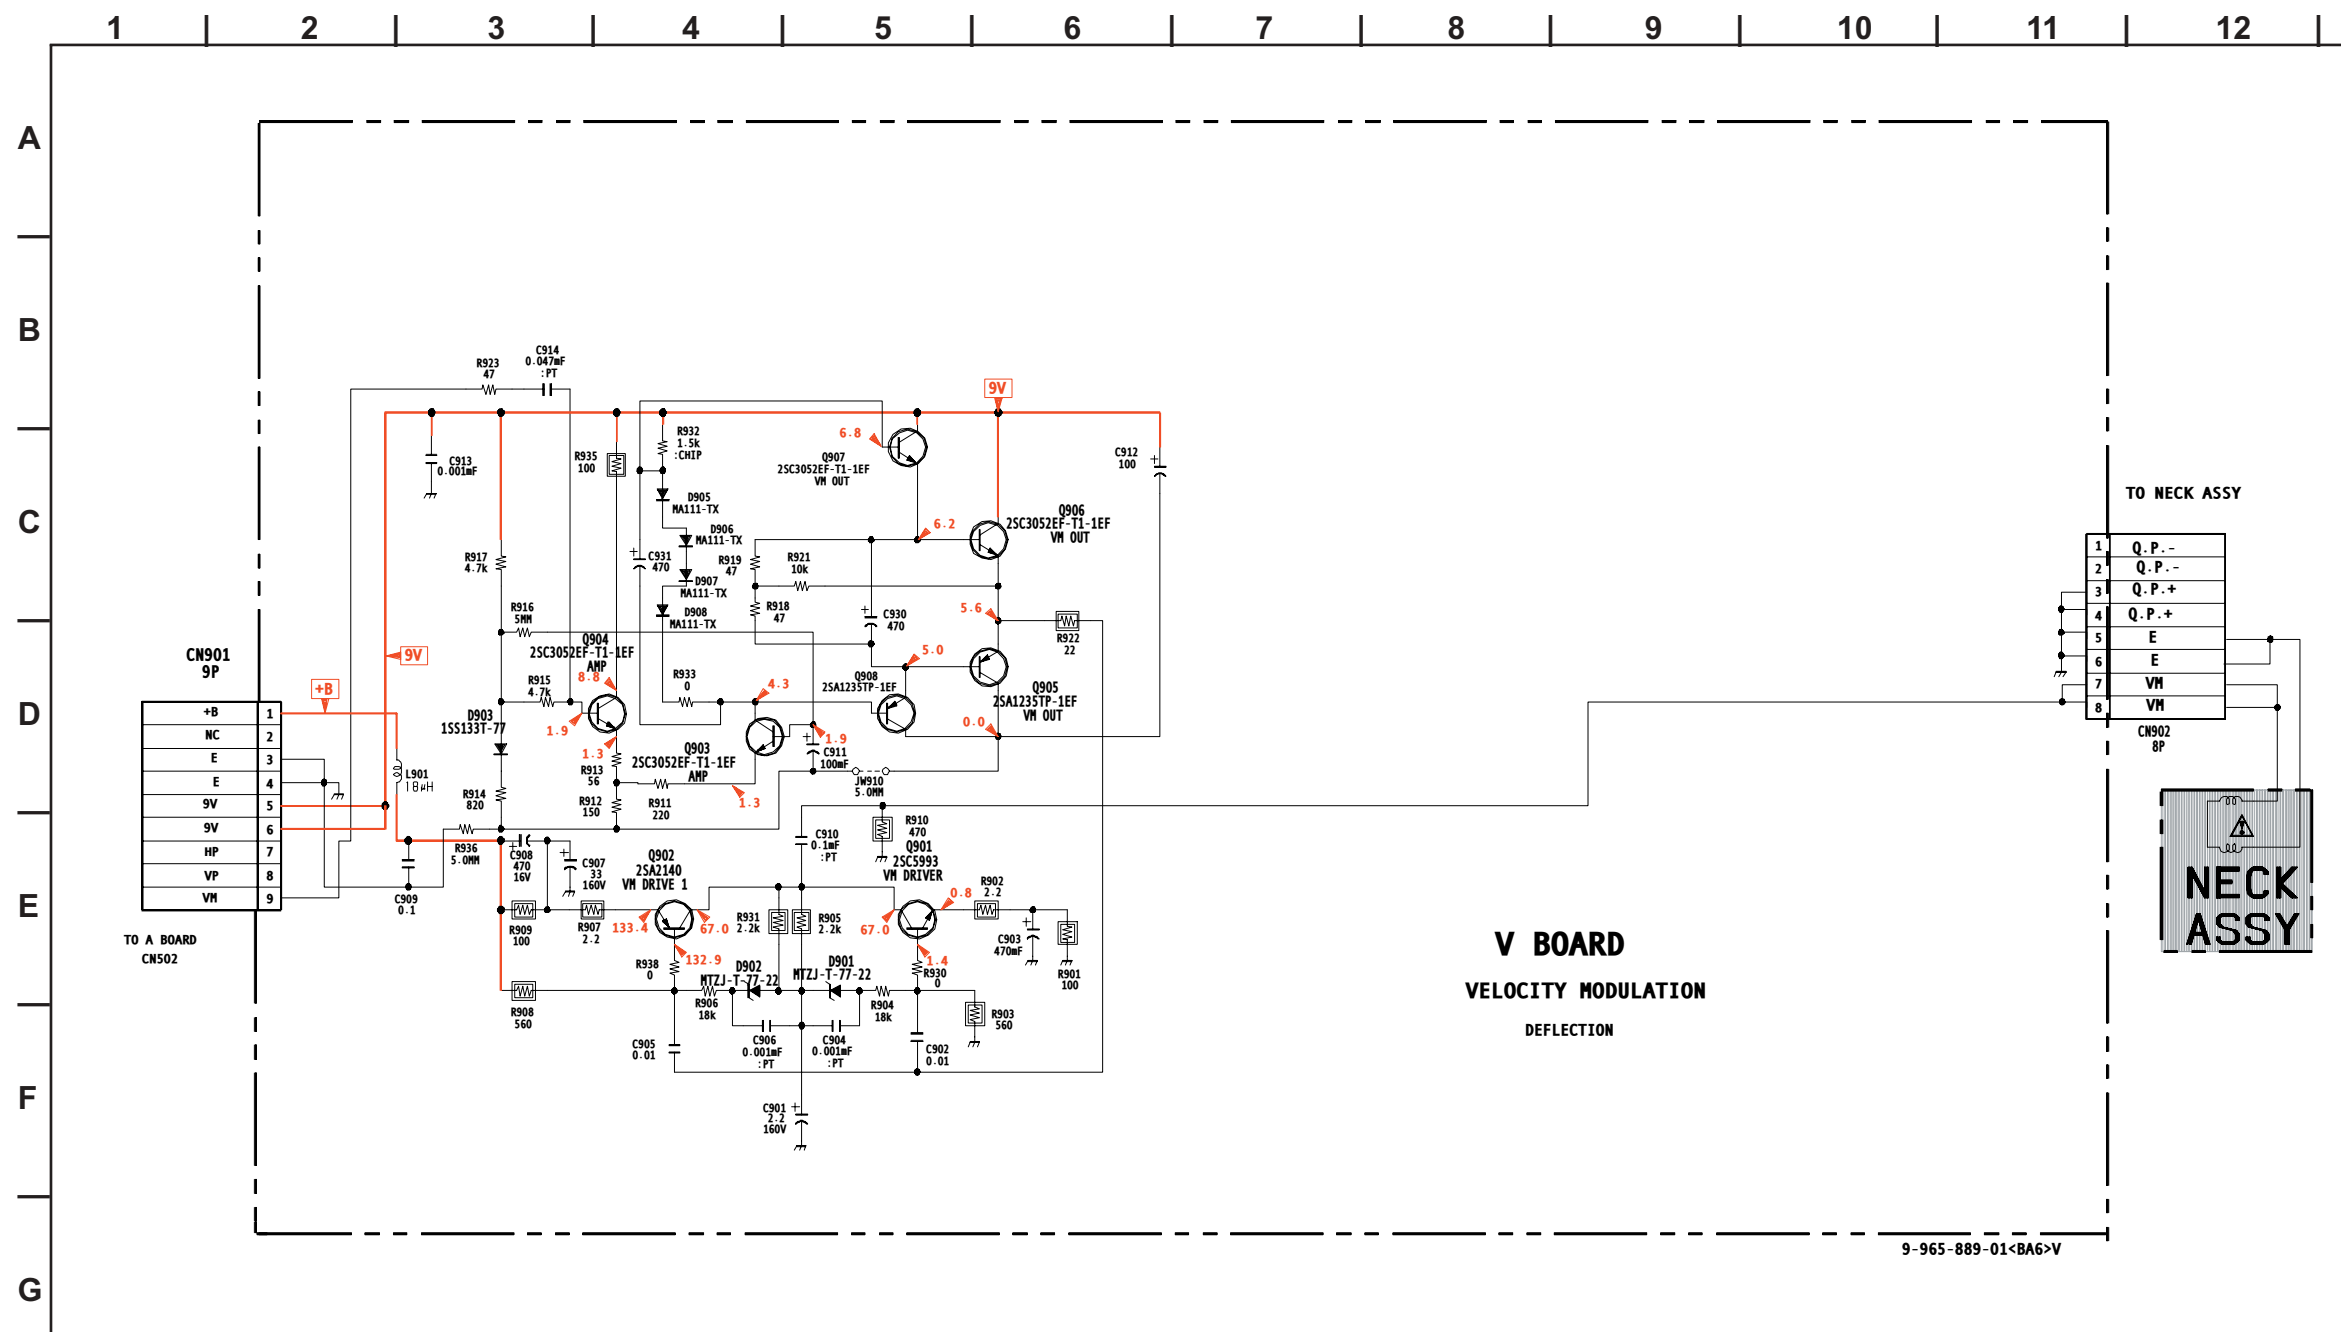 1 2 3 4 5 6 7 8 9 10 11 12
A
B
C
D
E
F
G
R923
47
C914
0.047mF
:PT
9V
C913
0.001mF
R935
100
R932
1.5k
:CHIP
6.8
Q907
2SC3052EF-T1-1EF
VM OUT
C912
100
D905
MA111-TX
D906
MA111-TX
D907
MA111-TX
D908
MA111-TX
6.2
Q906
2SC3052EF-T1-1EF
VM OUT
R917
4.7k
C931
470
R919
47
R921
10k
R916
5MM
R918
47
C930
470
5.6
R922
22
Q904
2SC3052EF-T1-1EF
AMP
8.8
5.0
9V
R915
4.7k
R933
0
4.3
Q908
2SA1235TP-1EF
Q905
2SA1235TP-1EF
VM OUT
D903
1SS133T-77
1.9
1.3
Q903
2SC3052EF-T1-1EF
AMP
1.9
C911
100mF
0.0
R913
56
R914
820
R912
150
R911
220
1.3
JW910
5.0MM
L901
18µH
CN901
9P
+B
+B 1
NC 2
E 3
E 4
9V 5
9V 6
HP 7
VP 8
VM 9
TO A BOARD
CN502
R936
5.0MM
C909
0.1
C908
470
16V
C907
33
160V
Q902
2SA2140
VM DRIVE 1
C910
0.1mF
:PT
R910
470
Q901
2SC5993
VM DRIVER
R909
100
R907
2.2
133.4
67.0
132.9
R931
2.2k
R905
2.2k
67.0
0.8
1.4
R902
2.2
C903
470mF
R901
100
R938
0
D902
MTZJ-T-77-22
D901
MTZJ-T-77-22
R930
0
R908
560
R906
18k
R904
18k
R903
560
C905
0.01
C906
0.001mF
:PT
C904
0.001mF
:PT
C902
0.01
C901
2.2
160V
V BOARD
VELOCITY MODULATION
DEFLECTION
TO NECK ASSY
1 Q.P.-
2 Q.P.-
3 Q.P.+
4 Q.P.+
5 E
6 E
7 VM
8 VM
CN902
8P
NECK
ASSY
9-965-889-01<BA6>V